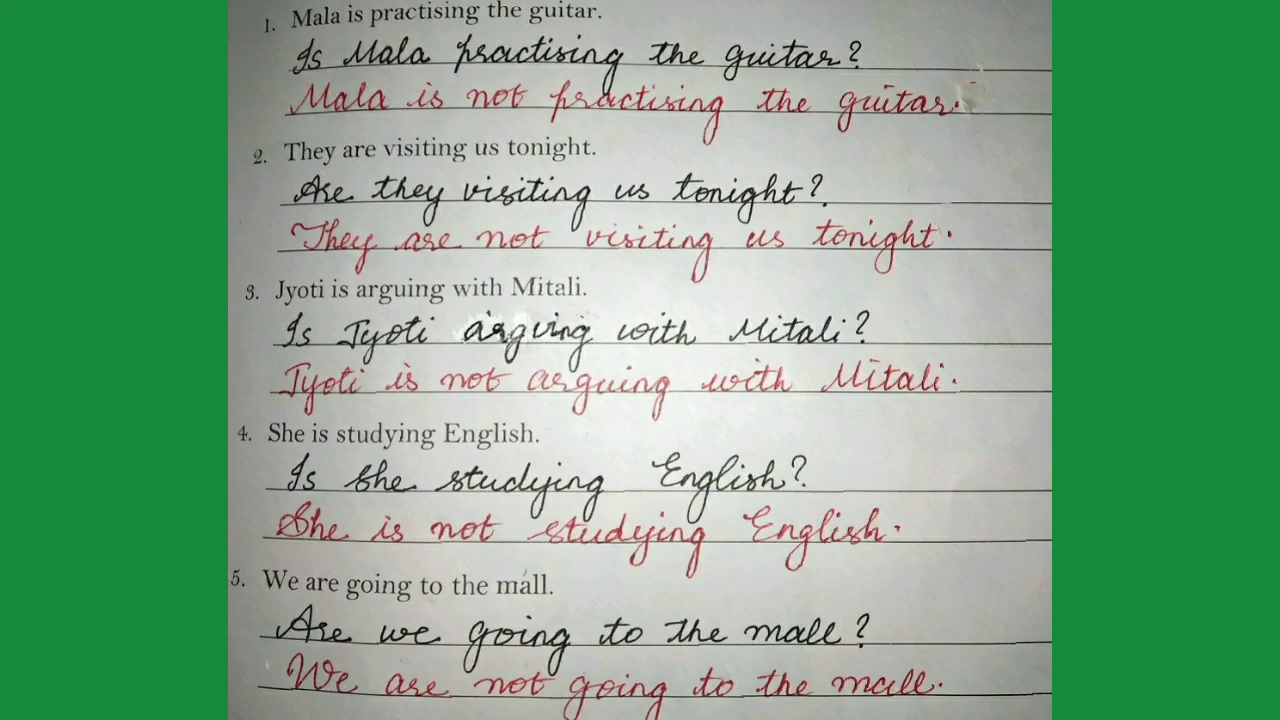 1. Mala is practising the guitar.
Is Mala practising the guitar?
Mala is not practising the guitar.
2. They are visiting us tonight.
Are they visiting us tonight?
They are not visiting us tonight.
3. Jyoti is arguing with Mitali.
Is Jyoti arguing with Mitali?
Jyoti is not arguing with Mitali.
4. She is studying English.
Is she studying English?
She is not studying English.
5. We are going to the mall.
Are we going to the mall?
We are not going to the mall.